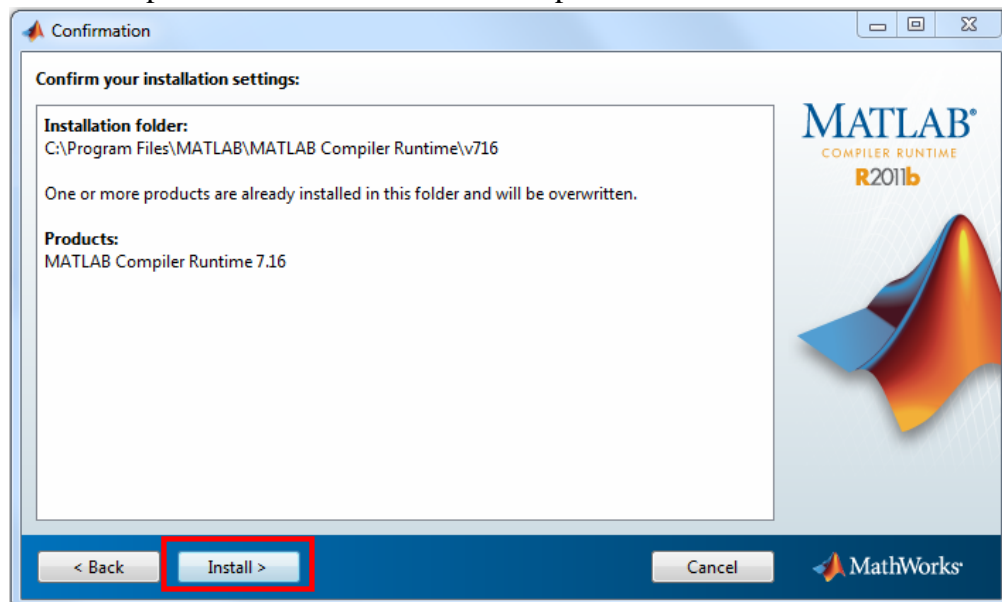 Confirmation
Confirm your installation settings:
Installation folder:
C:\Program Files\MATLAB\MATLAB Compiler Runtime\v716
One or more products are already installed in this folder and will be overwritten.
Products:
MATLAB Compiler Runtime 7.16
MATLAB®
COMPILER RUNTIME
R2011b
< Back
Install >
Cancel
MathWorks®